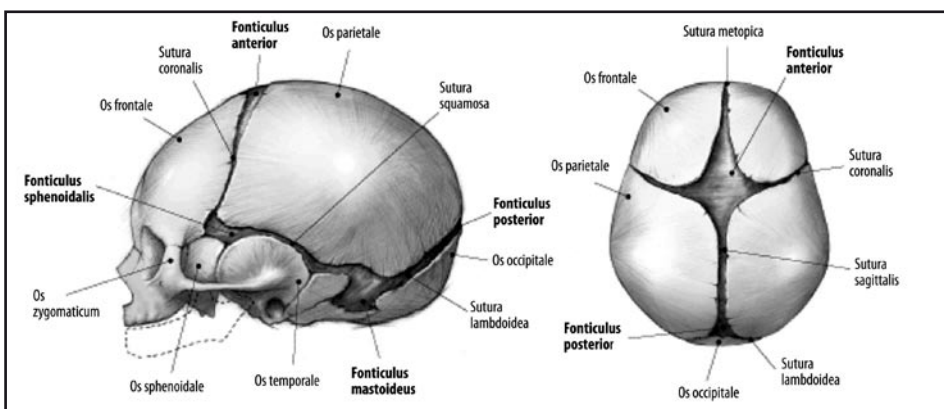 Fonticulus
anterior
Os parietale
Sutura
coronalis
Sutura
squamosa
Os frontale
Fonticulus
sphenoidalis
Fonticulus
posterior
Os occipitale
Os
zygomaticum
Sutura
lambdoidea
Os sphenoidale
Os temporale
Fonticulus
mastoideus
Sutura metopica
Fonticulus
anterior
Os frontale
Os parietale
Sutura
coronalis
Sutura
sagittalis
Fonticulus
posterior
Sutura
lambdoidea
Os occipitale